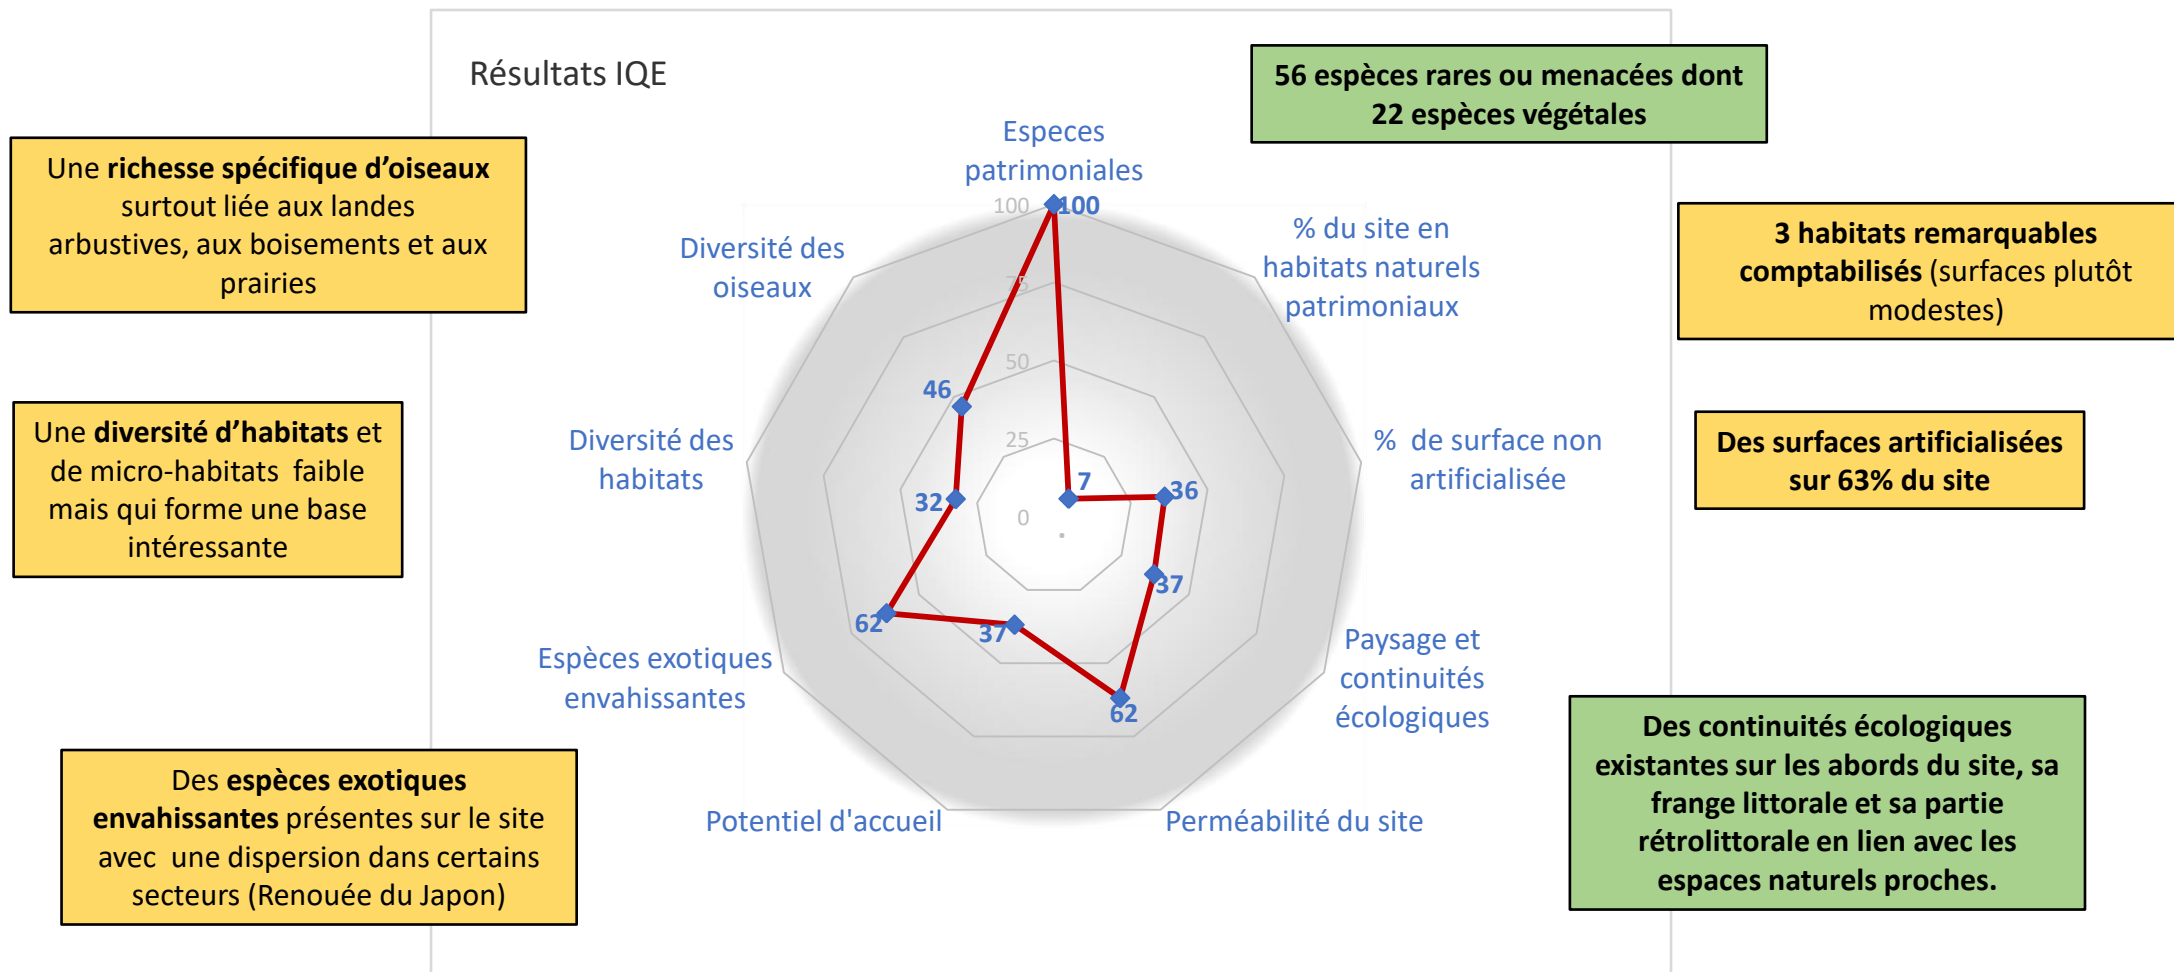 Résultats IQE
56 espèces rares ou menacées dont
22 espèces végétales
Une richesse spécifique d’oiseaux
surtout liée aux landes
arbustives, aux boisements et aux
prairies
Especes
patrimoniales
100
100
% du site en
habitats naturels
patrimoniaux
3 habitats remarquables
comptabilisés (surfaces plutôt
modestes)
Diversité des
oiseaux
75
50
46
25
Une diversité d’habitats et
de micro-habitats  faible
mais qui forme une base
intéressante
Diversité des
habitats
32
7
36
0
%  de surface non
artificialisée
Des surfaces artificialisées
sur 63% du site
37
62
37
62
Espèces exotiques
envahissantes
Paysage et
continuités
écologiques
Des continuités écologiques
existantes sur les abords du site, sa
frange littorale et sa partie
rétrolittorale en lien avec les
espaces naturels proches.
Des espèces exotiques
envahissantes présentes sur le site
avec  une dispersion dans certains
secteurs (Renouée du Japon)
Potentiel d'accueil
Perméabilité du site